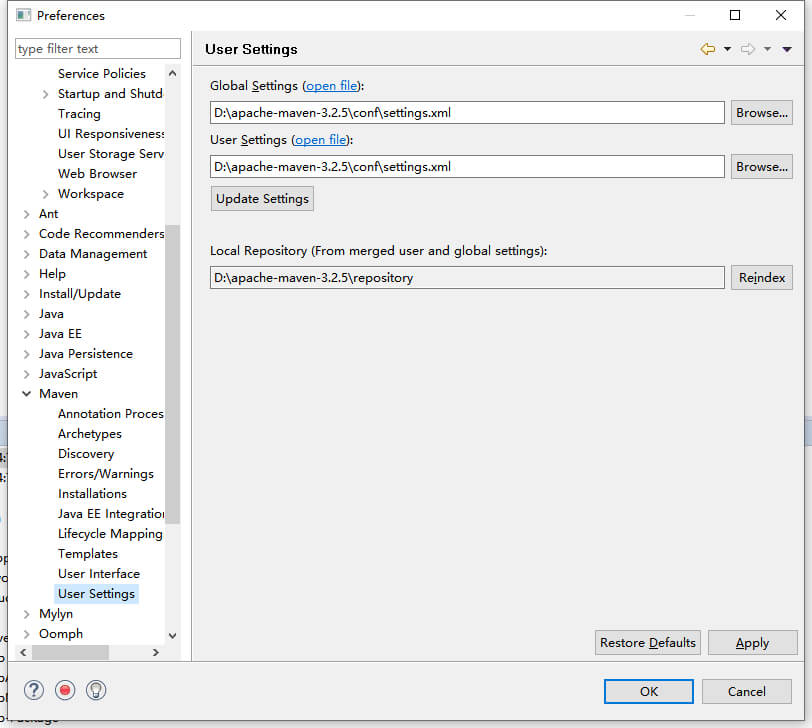 Preferences
type filter text
Service Policies
Startup and Shutd
Tracing
UI Responsiveness
User Storage Serv
Web Browser
Workspace
Ant
Code Recommenders
Data Management
Help
Install/Update
Java
Java EE
Java Persistence
JavaScript
Maven
Annotation Proces
Archetypes
Discovery
Errors/Warnings
Installations
Java EE Integration
Lifecycle Mapping
Templates
User Interface
User Settings
Mylyn
Oomph
User Settings
Global Settings (open file):
D:\apache-maven-3.2.5\conf\settings.xml
Browse...
User Settings (open file):
D:\apache-maven-3.2.5\conf\settings.xml
Browse...
Update Settings
Local Repository (From merged user and global settings):
D:\apache-maven-3.2.5\repository
Reindex
Restore Defaults
Apply
OK
Cancel